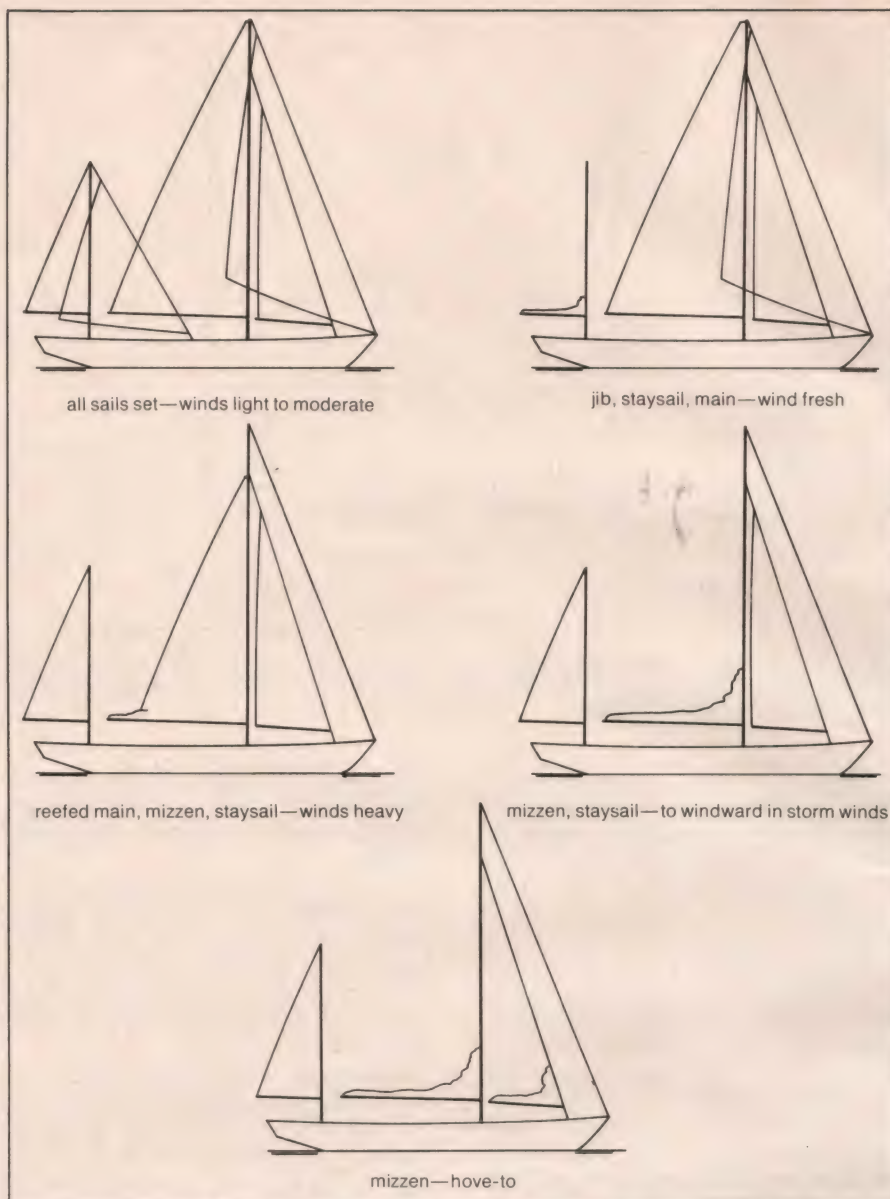 all sails set—winds light to moderate
jib, staysail, main—wind fresh
reefed main, mizzen, staysail—winds heavy
mizzen, staysail—to windward in storm winds
mizzen—hove-to